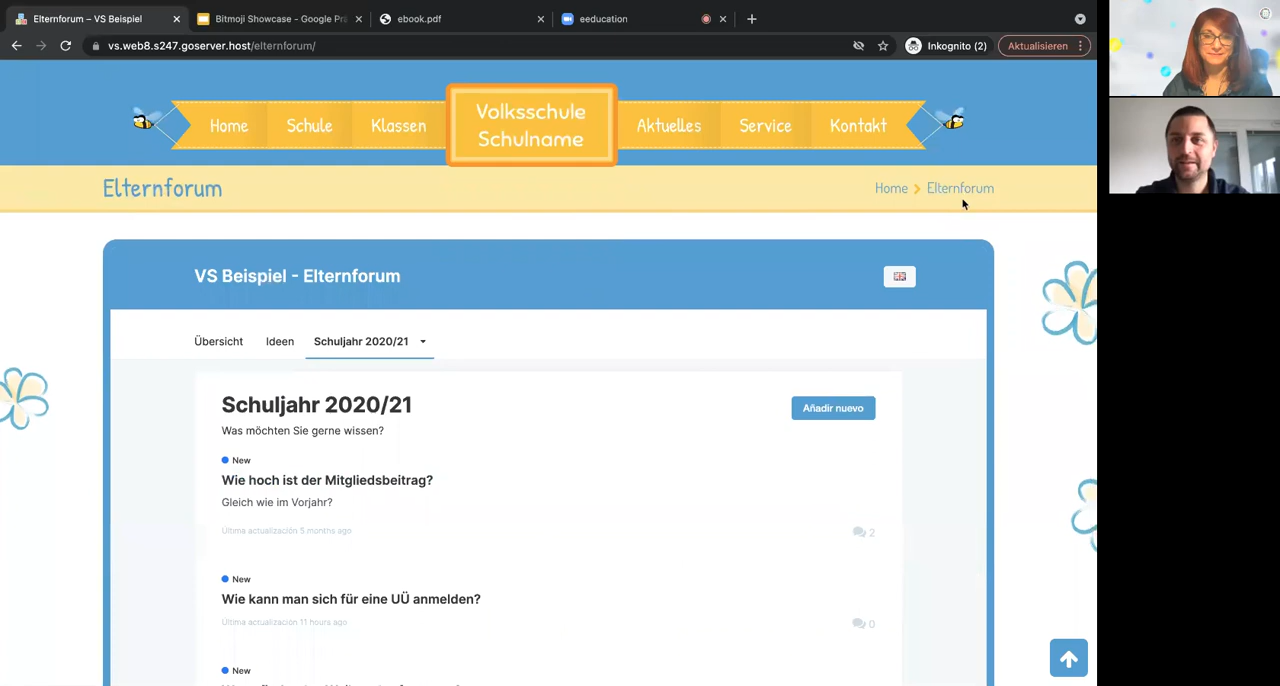 Elternforum – VS Beispiel
Bitmoji Showcase - Google Prä
ebook.pdf
eeducation
vs.web8.s247.goserver.host/elternforum/
Inkognito (2)
Aktualisieren
Home
Schule
Klassen
Volksschule
Schulname
Aktuelles
Service
Kontakt
Elternforum
Home
Elternforum
VS Beispiel - Elternforum
Übersicht
Ideen
Schuljahr 2020/21
Schuljahr 2020/21
Añadir nuevo
Was möchten Sie gerne wissen?
New
Wie hoch ist der Mitgliedsbeitrag?
Gleich wie im Vorjahr?
Última actualización 5 months ago
2
New
Wie kann man sich für eine UÜ anmelden?
Última actualización 11 hours ago
0
New